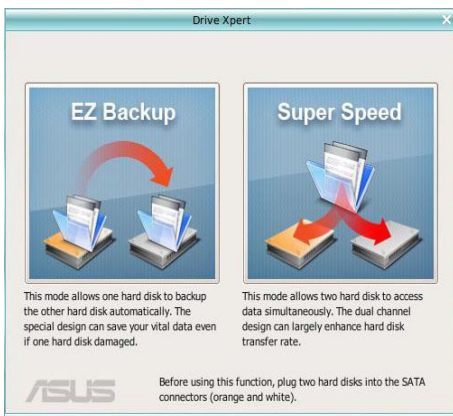 Drive Xpert
EZ Backup
This mode allows one hard disk to backup
the other hard disk automatically. The
special design can save your vital data even
if one hard disk damaged.
Super Speed
This mode allows two hard disk to access
data simultaneously. The dual channel
design can largely enhance hard disk
transfer rate.
ASUS
Before using this function, plug two hard disks into the SATA
connectors (orange and white).